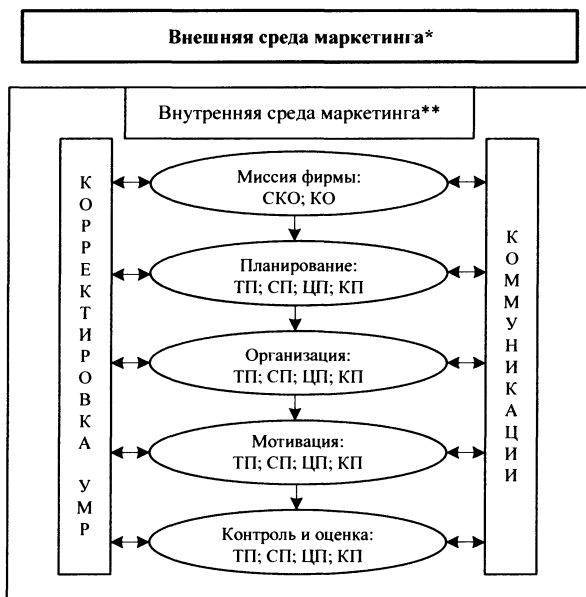 Внешняя среда маркетинга*
Внутренняя среда маркетинга**
КОРРЕКТИРОВКА УМР
Миссия фирмы:
СКО; КО
Планирование:
ТП; СП; ЦП; КП
Организация:
ТП; СП; ЦП; КП
Мотивация:
ТП; СП; ЦП; КП
Контроль и оценка:
ТП; СП; ЦП; КП
КОММУНИКАЦИИ